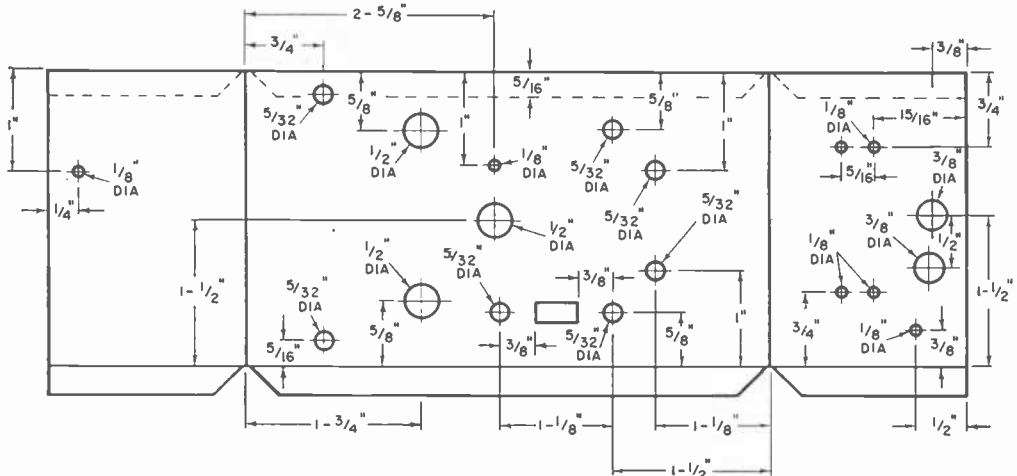 2 - 5/8"
3/4"
3/8"
5/16"
1"
5/32" DIA
5/8"
1/2" DIA
1"
1/8" DIA
5/8"
5/32" DIA
1"
1/8" DIA
15/16"
3/4"
1/8" DIA
1/4"
5/32" DIA
5/16"
3/8" DIA
1/2" DIA
5/32" DIA
3/8" DIA
1/2"
1/2" DIA
5/32" DIA
1/8" DIA
1-1/2"
1-1/2"
5/32" DIA
5/8"
3/8"
1"
3/4"
5/16"
3/8"
5/32" DIA
5/8"
1/8" DIA
3/8"
1-3/4"
1-1/8"
1-1/8"
1/2"
1-1/2"